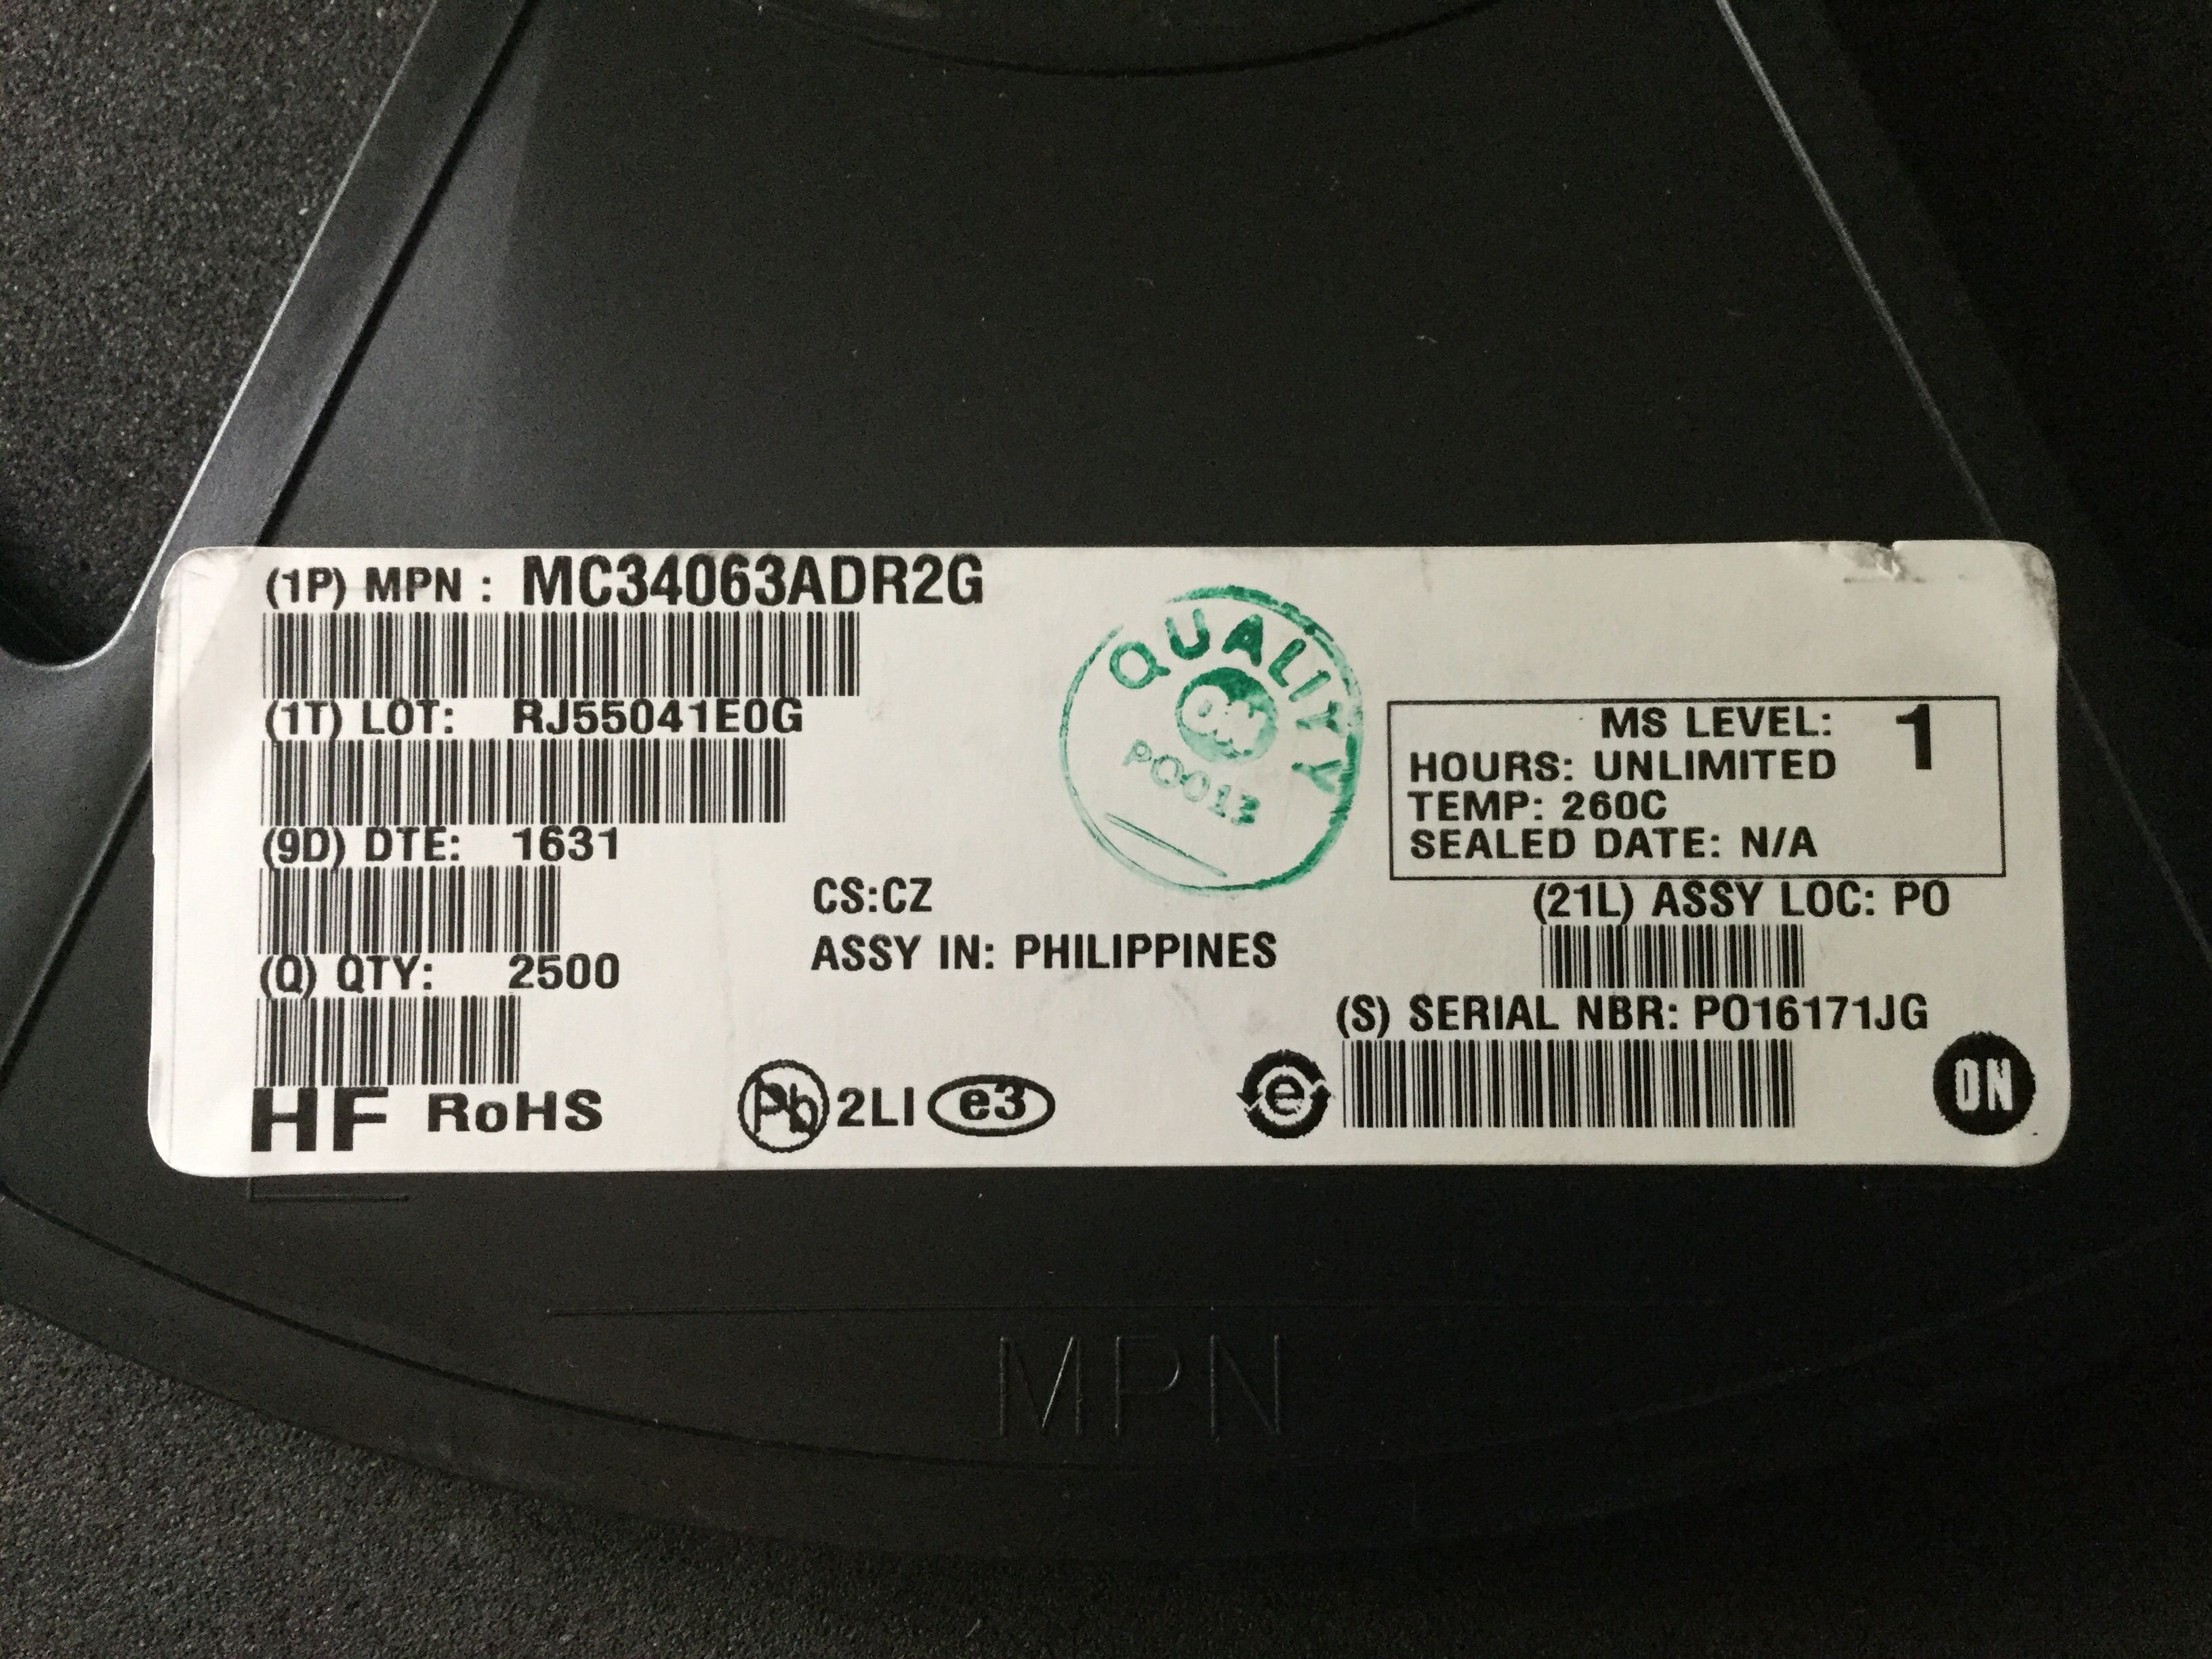 (1P) MPN : MC34063ADR2G
(1T) LOT: RJ55041E0G
(9D) DTE: 1631
(Q) QTY: 2500
HF RoHS
Pb 2LI e3
CS:CZ
ASSY IN: PHILIPPINES
QUALITY
ON
PO013
MS LEVEL: 1
HOURS: UNLIMITED
TEMP: 260C
SEALED DATE: N/A
(21L) ASSY LOC: PO
(S) SERIAL NBR: PO16171JG
e
ON
MPN